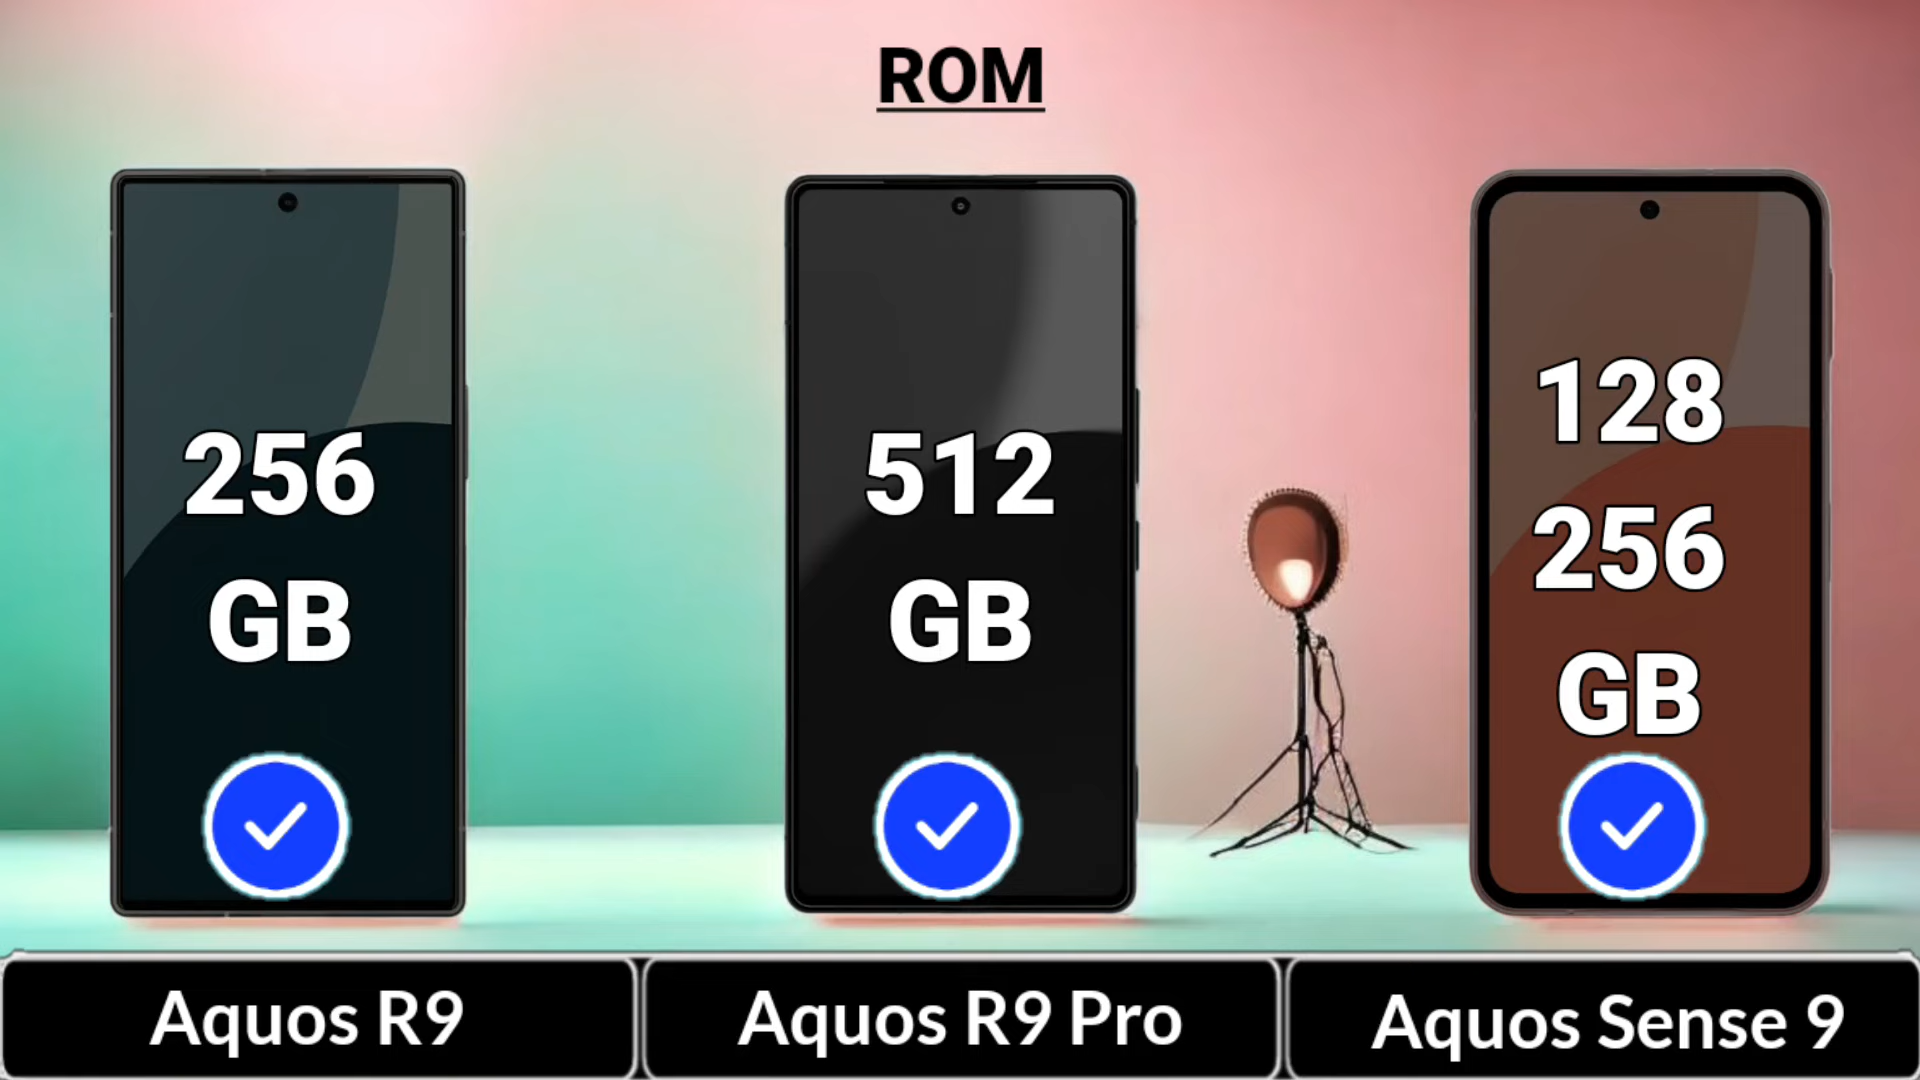 ROM
256
GB
512
GB
128
256
GB
Aquos R9
Aquos R9 Pro
Aquos Sense 9